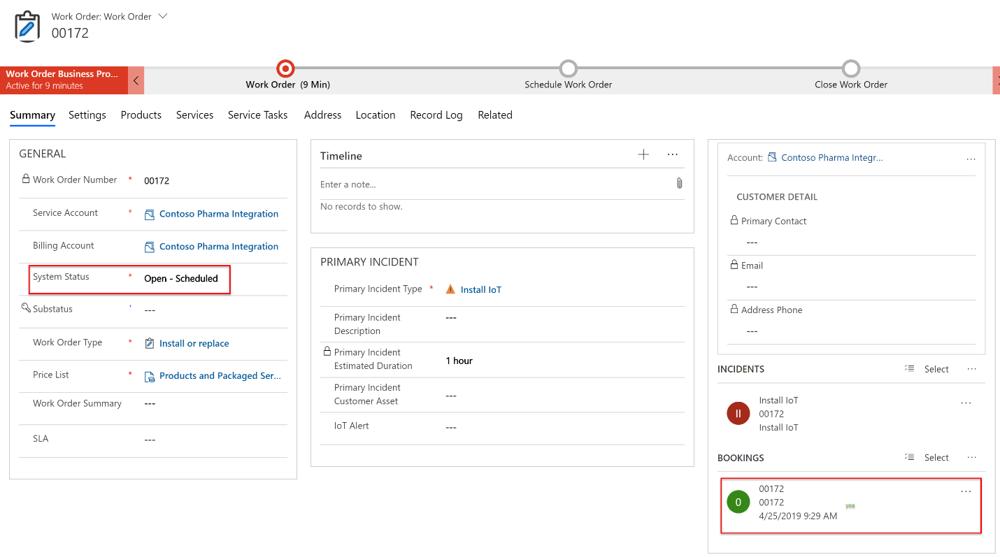 Work Order: Work Order
00172
Work Order Business Pro...
Active for 9 minutes
Work Order (9 Min)
Schedule Work Order
Close Work Order
Summary Settings Products Services Service Tasks Address Location Record Log Related
GENERAL
Work Order Number * 00172
Service Account * Contoso Pharma Integration
Billing Account Contoso Pharma Integration
System Status * Open - Scheduled
Substatus + ---
Work Order Type * Install or replace
Price List * Products and Packaged Ser...
Work Order Summary ---
SLA ---
Timeline
Enter a note...
No records to show.
PRIMARY INCIDENT
Primary Incident Type * Install IoT
Primary Incident
Description
---
Primary Incident
Estimated Duration
1 hour
Primary Incident
Customer Asset
---
IoT Alert ---
Account: Contoso Pharma Integr...
CUSTOMER DETAIL
Primary Contact
---
Email
---
Address Phone
---
INCIDENTS Select
II
Install IoT
00172
Install IoT
BOOKINGS Select
0
00172
00172
4/25/2019 9:29 AM
yea